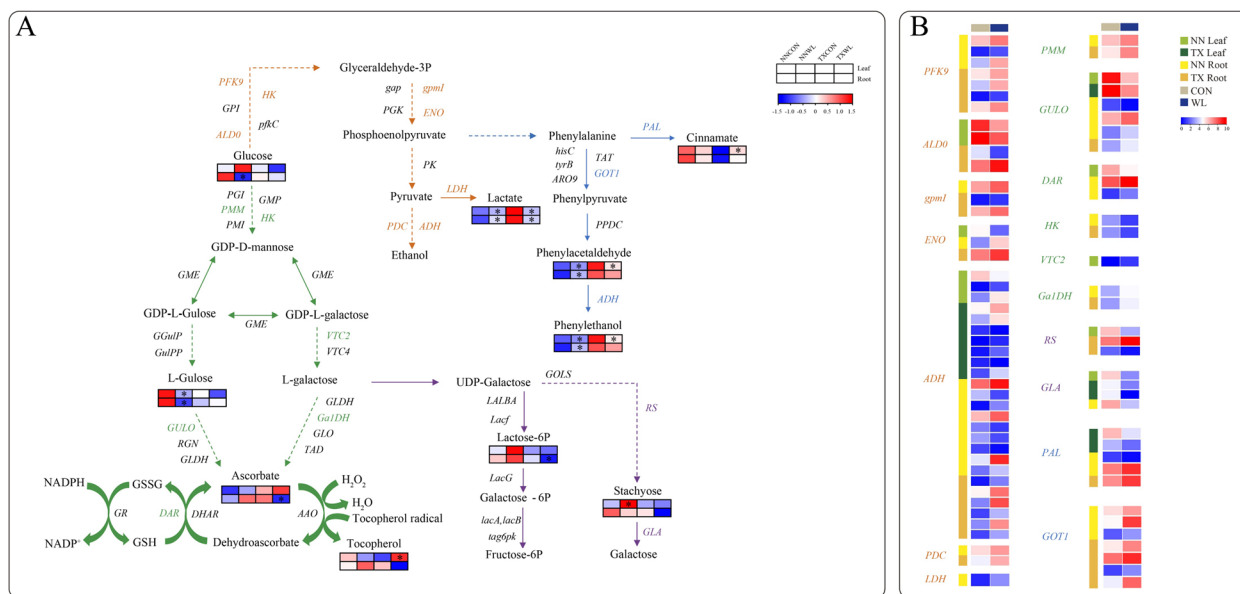 A
NNCON
NNWL
TXCON
TXWL
Leaf
Root
-1.5 -1.0 -0.5 0 0.5 1.0 1.5
Glyceraldehyde-3P
PFK9
HK
GPI
pfkC
ALD0
gap
gpmI
PGK
ENO
Phosphoenolpyruvate
Phenylalanine
PAL
Cinnamate
*
Glucose
*
hisC
TAT
tyrB
GOT1
ARO9
PK
PGI
GMP
PMM
HK
PMI
Pyruvate
LDH
Lactate
* *
* *
Phenylpyruvate
PDC
ADH
PPDC
GDP-D-mannose
Ethanol
Phenylacetaldehyde
* *
*
GME
GME
ADH
GDP-L-Gulose
GME
GDP-L-galactose
Phenylethanol
* *
*
GGulP
GulPP
VTC2
VTC4
L-Gulose
*
*
L-galactose
UDP-Galactose
GOLS
GULO
RGN
GLDH
GLDH
Ga1DH
GLO
TAD
LALBA
Lacf
RS
Lactose-6P
*
LacG
Ascorbate
*
NADPH
GSSG
H2O2
H2O
Galactose - 6P
Stachyose
*
GR
DAR
DHAR
AAO
Tocopherol radical
lacA,lacB
tag6pk
GLA
NADP+
GSH
Dehydroascorbate
Tocopherol
*
Fructose-6P
Galactose
B
PFK9
ALD0
gpmI
ENO
ADH
PDC
LDH
PMM
GULO
DAR
HK
VTC2
Ga1DH
RS
GLA
PAL
GOT1
NN Leaf
TX Leaf
NN Root
TX Root
CON
WL
0 2 4 6 8 10